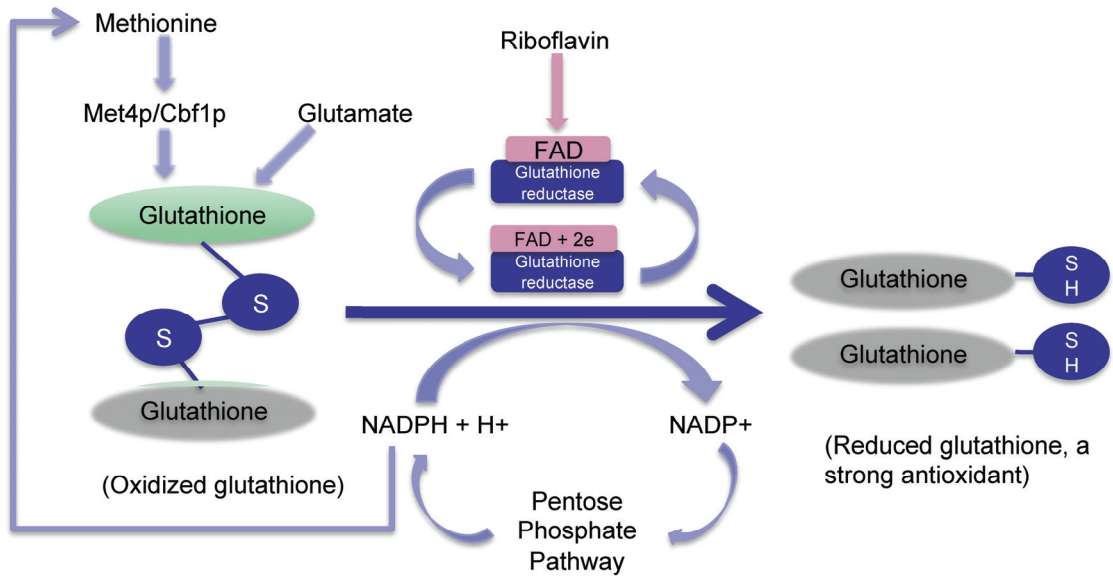 Methionine
Riboflavin
Met4p/Cbf1p
Glutamate
FAD
Glutathione
reductase
Glutathione
FAD + 2e
Glutathione
reductase
S
S
Glutathione
S
H
Glutathione
S
H
Glutathione
NADPH + H+
NADP+
(Oxidized glutathione)
(Reduced glutathione, a
strong antioxidant)
Pentose
Phosphate
Pathway